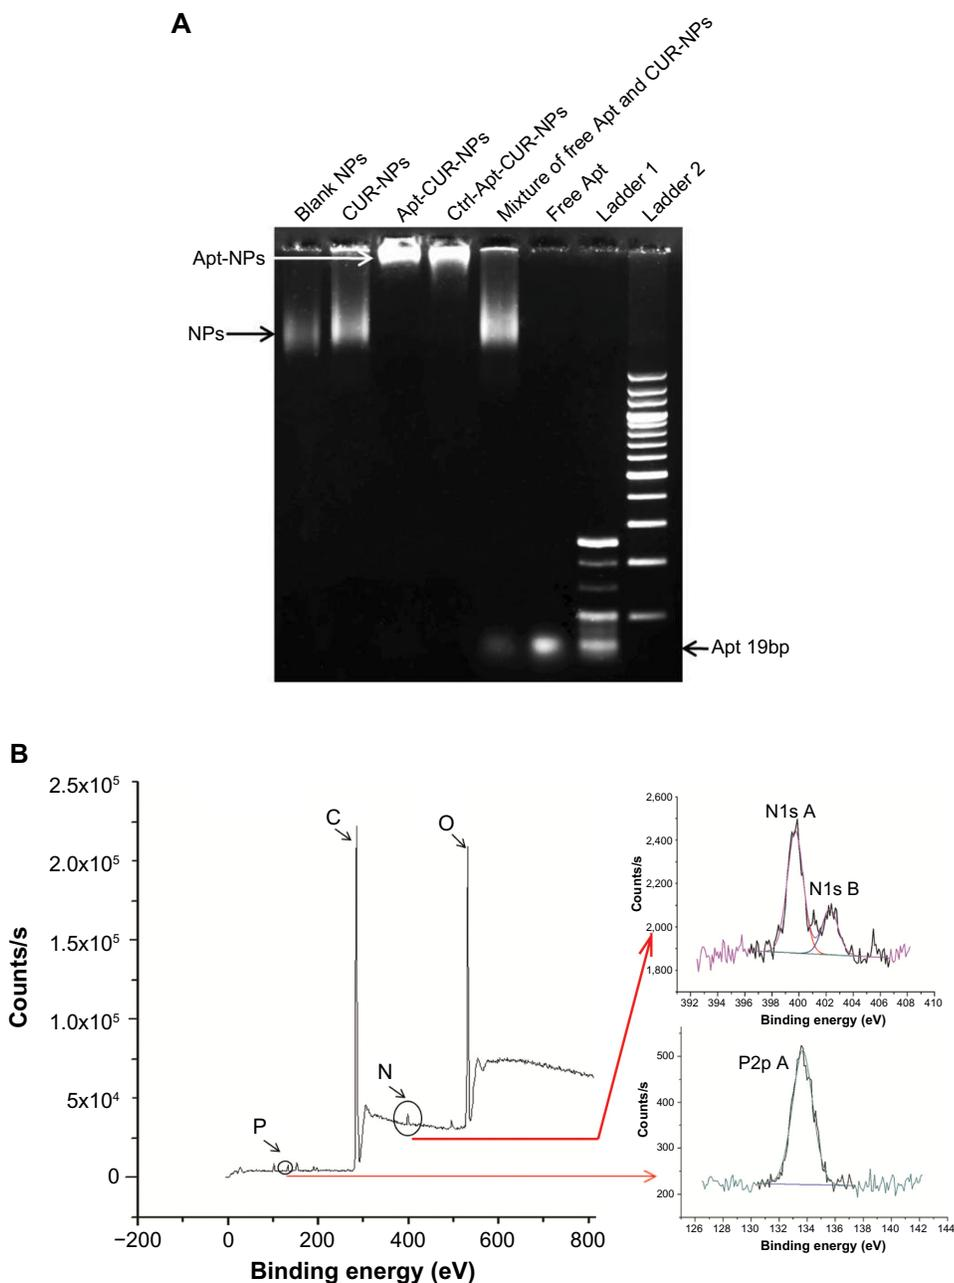 A
Blank NPs
CUR-NPs
Apt-CUR-NPs
Ctrl-Apt-CUR-NPs
Mixture of free Apt and CUR-NPs
Free Apt
Ladder 1
Ladder 2
Apt-NPs
NPs
Apt 19bp
B
2.5x10⁵
2.0x10⁵
1.5x10⁵
1.0x10⁵
5x10⁴
0
Counts/s
C
O
N
P
−200 0 200 400 600 800
Binding energy (eV)
2,600
2,400
2,200
2,000
1,800
Counts/s
N1s A
N1s B
392 394 396 398 400 402 404 406 408 410
Binding energy (eV)
500
400
300
200
Counts/s
P2p A
126 128 130 132 134 136 138 140 142 144
Binding energy (eV)